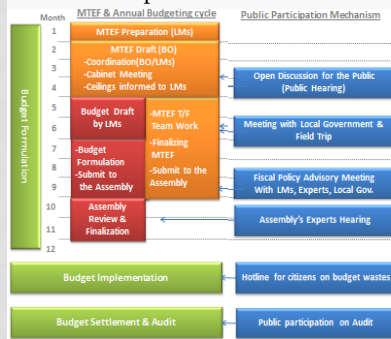 MTEF & Annual Budgeting cycle
Public Participation Mechanism
Month
Budget Formulation
1
2
3
4
5
6
7
8
9
10
11
12
MTEF Preparation (LMs)
MTEF Draft (BO)
-Coordination(BO/LMs)
-Cabinet Meeting
-Ceilings informed to LMs
Open Discussion for the Public
(Public Hearing)
Budget Draft
by LMs
-MTEF T/F
Team Work
-Finalizing
MTEF
-Submit to the
Assembly
Meeting with Local Government &
Field Trip
-Budget
Formulation
-Submit to
the Assembly
Fiscal Policy Advisory Meeting
With LMs, Experts, Local Gov.
Assembly
Review &
Finalization
Assembly's Experts Hearing
Budget Implementation
Hotline for citizens on budget wastes
Budget Settlement & Audit
Public participation on Audit